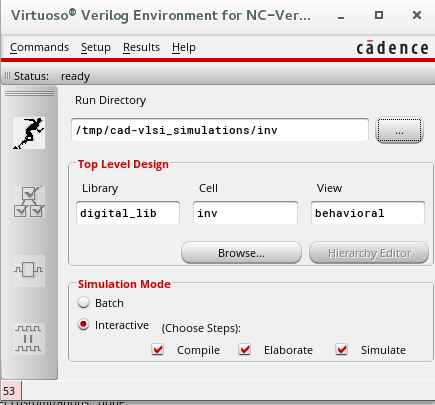 Virtuoso® Verilog Environment for NC-Ver...
Commands Setup Results Help
cādence
Status: ready
Run Directory
/tmp/cad-vlsi_simulations/inv
...
Top Level Design
Library Cell View
digital_lib inv behavioral
Browse... Hierarchy Editor
Simulation Mode
Batch
Interactive (Choose Steps):
Compile Elaborate Simulate
53
customizations...done.